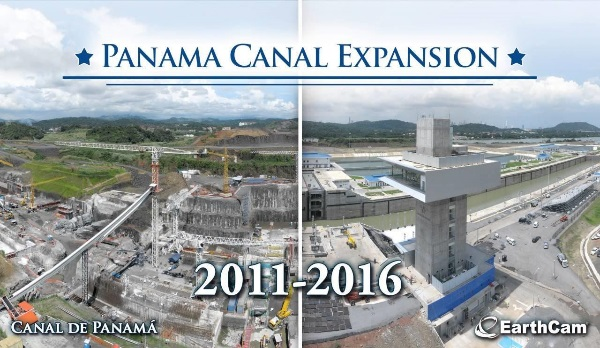 ★ PANAMA CANAL EXPANSION ★
2011-2016
CANAL DE PANAMÁ
EarthCam